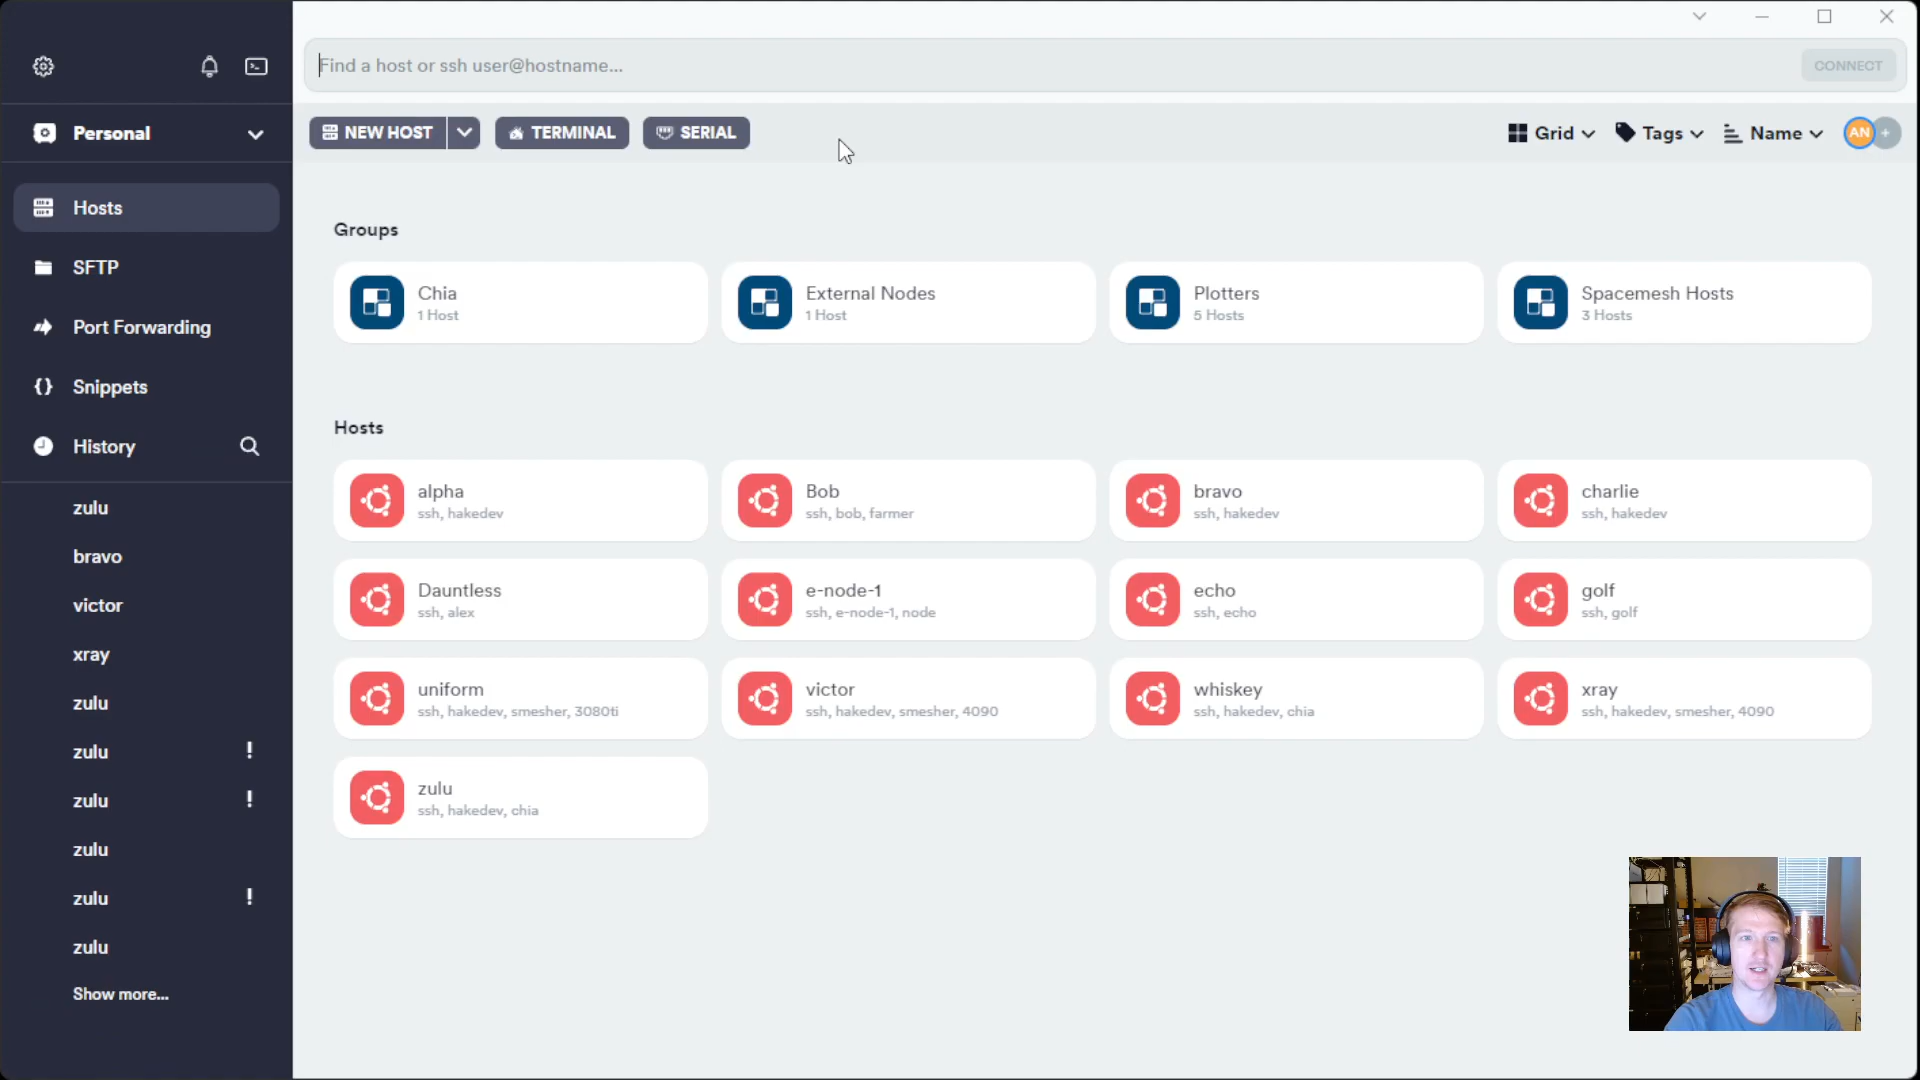 Find a host or ssh user@hostname...
CONNECT
Personal
NEW HOST
TERMINAL
SERIAL
Grid
Tags
Name
AN
+
Hosts
SFTP
Port Forwarding
Snippets
History
zulu
bravo
victor
xray
zulu
zulu !
zulu !
zulu
zulu !
zulu
Show more...
Groups
Chia
1 Host
External Nodes
1 Host
Plotters
5 Hosts
Spacemesh Hosts
3 Hosts
Hosts
alpha
ssh, hakedev
Bob
ssh, bob, farmer
bravo
ssh, hakedev
charlie
ssh, hakedev
Dauntless
ssh, alex
e-node-1
ssh, e-node-1, node
echo
ssh, echo
golf
ssh, golf
uniform
ssh, hakedev, smesher, 3080ti
victor
ssh, hakedev, smesher, 4090
whiskey
ssh, hakedev, chia
xray
ssh, hakedev, smesher, 4090
zulu
ssh, hakedev, chia